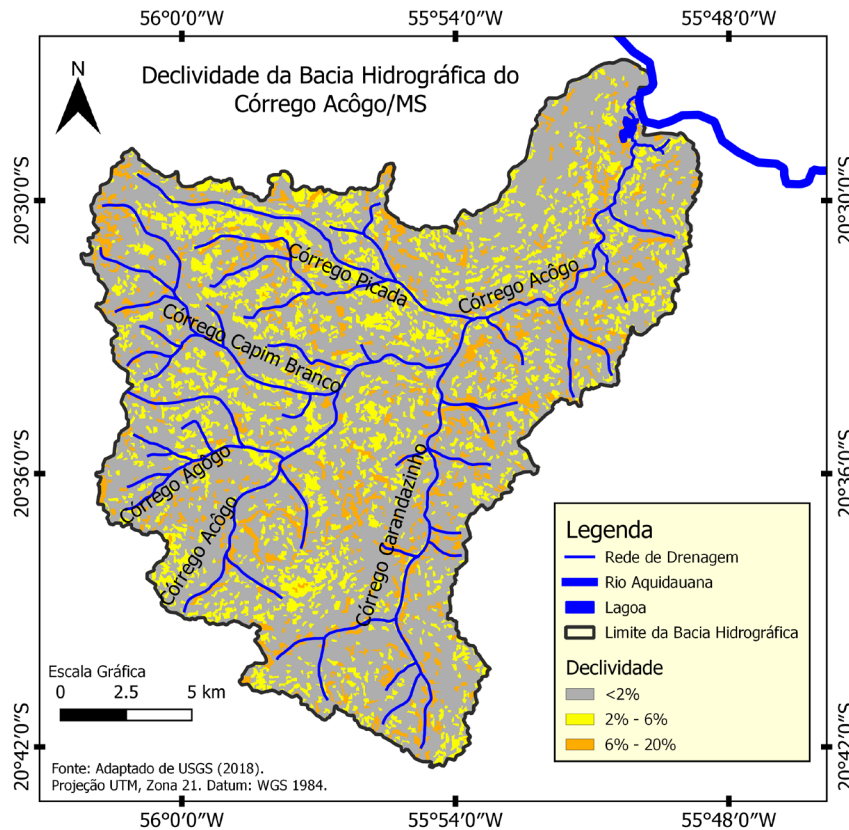 56°0'0"W 55°54'0"W 55°48'0"W
N
Declividade da Bacia Hidrográfica do
Córrego Acôgo/MS
20°30'0"S 20°30'0"S
Córrego Picada
Córrego Acôgo
Córrego Capim Branco
20°36'0"S 20°36'0"S
Córrego Agôgo
Córrego Acôgo
Córrego Carandazinho
Legenda
Rede de Drenagem
Rio Aquidauana
Lagoa
Limite da Bacia Hidrográfica
Declividade
<2%
2% - 6%
6% - 20%
Escala Gráfica
0 2.5 5 km
20°42'0"S 20°42'0"S
Fonte: Adaptado de USGS (2018).
Projeção UTM, Zona 21. Datum: WGS 1984.
56°0'0"W 55°54'0"W 55°48'0"W